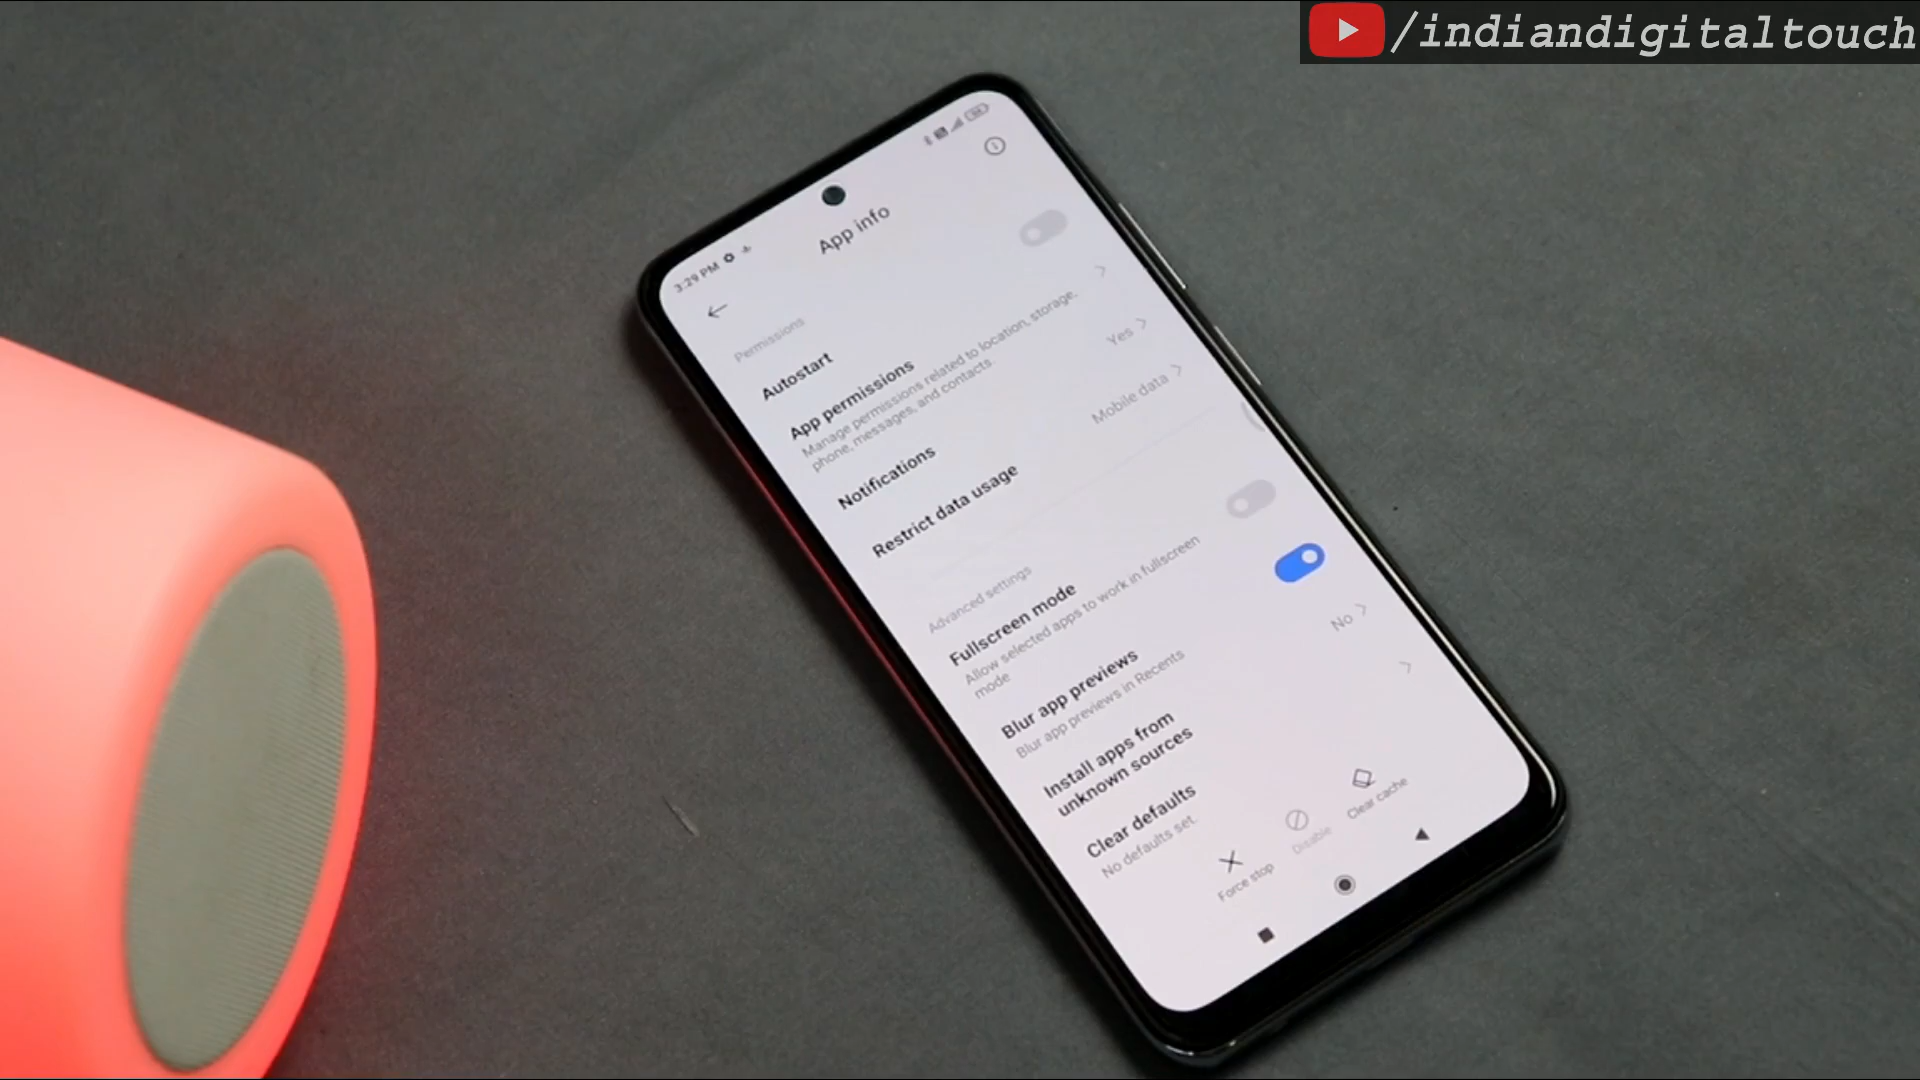 /indiandigitaltouch
3:29 PM
App info
Permissions
Autostart
App permissions
Manage permissions related to location, storage,
phone, messages, and contacts.
Notifications
Yes
Restrict data usage
Mobile data
Advanced settings
Fullscreen mode
Allow selected apps to work in fullscreen
mode
Blur app previews
Blur app previews in Recents
Install apps from
unknown sources
No
Clear defaults
No defaults set.
Force stop
Disable
Clear cache